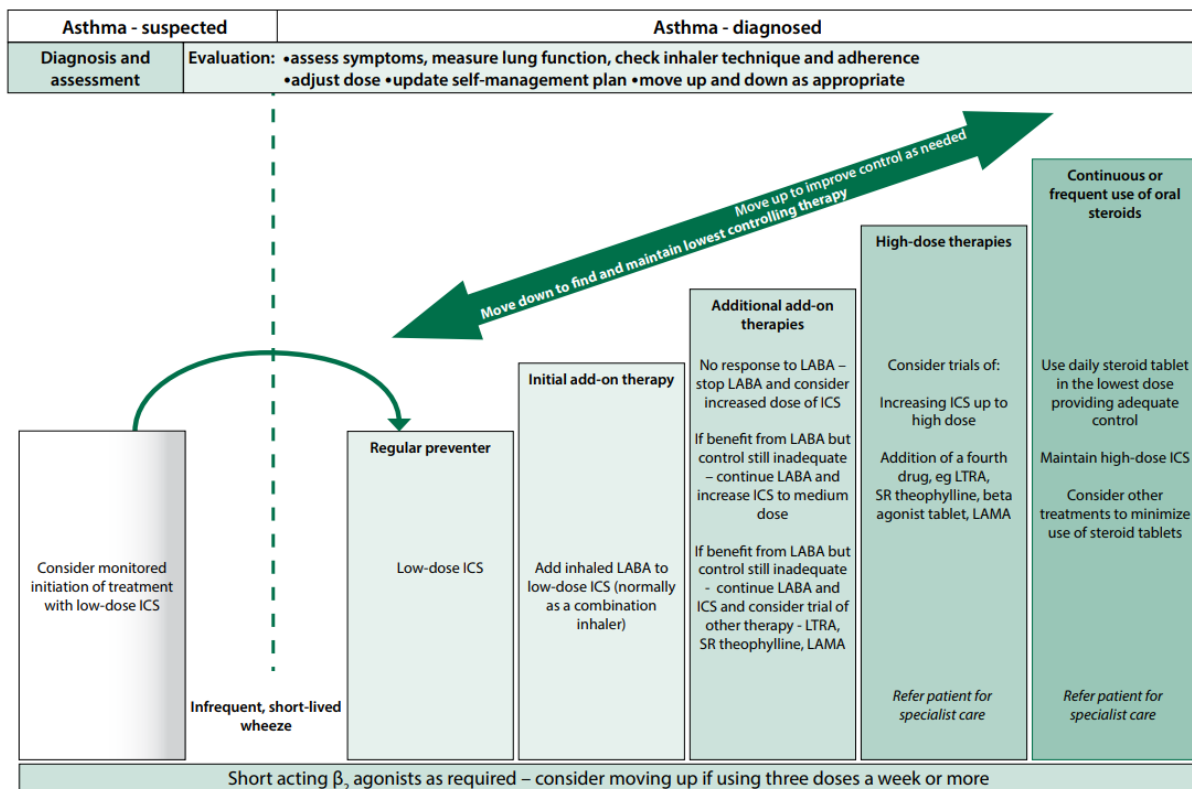 Asthma - suspected
Asthma - diagnosed
Diagnosis and
assessment
Evaluation: •assess symptoms, measure lung function, check inhaler technique and adherence
•adjust dose •update self-management plan •move up and down as appropriate
Move up to improve control as needed
Move down to find and maintain lowest controlling therapy
Consider monitored
initiation of treatment
with low-dose ICS
Infrequent, short-lived
wheeze
Regular preventer
Low-dose ICS
Initial add-on therapy
Add inhaled LABA to
low-dose ICS (normally
as a combination
inhaler)
Additional add-on
therapies
No response to LABA –
stop LABA and consider
increased dose of ICS
If benefit from LABA but
control still inadequate
– continue LABA and
increase ICS to medium
dose
If benefit from LABA but
control still inadequate
- continue LABA and
ICS and consider trial of
other therapy - LTRA,
SR theophylline, LAMA
High-dose therapies
Consider trials of:
Increasing ICS up to
high dose
Addition of a fourth
drug, eg LTRA,
SR theophylline, beta
agonist tablet, LAMA
Refer patient for
specialist care
Continuous or
frequent use of oral
steroids
Use daily steroid tablet
in the lowest dose
providing adequate
control
Maintain high-dose ICS
Consider other
treatments to minimize
use of steroid tablets
Refer patient for
specialist care
Short acting β₂ agonists as required – consider moving up if using three doses a week or more